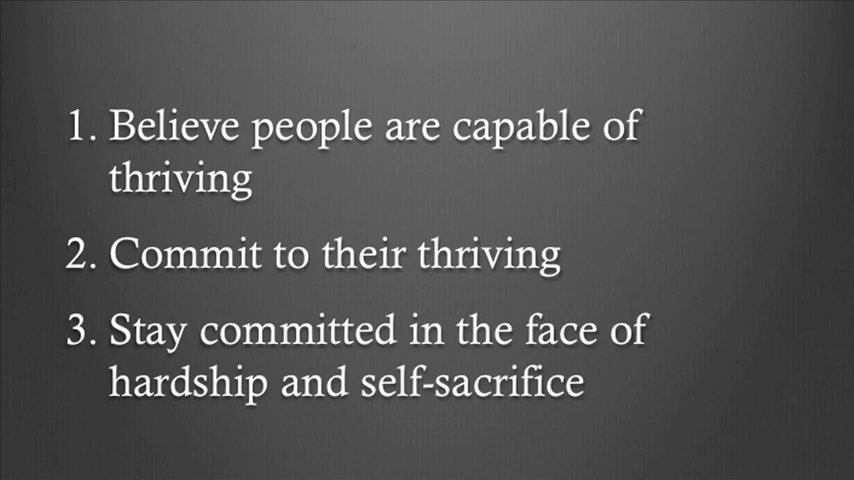 1. Believe people are capable of
thriving
2. Commit to their thriving
3. Stay committed in the face of
hardship and self-sacrifice